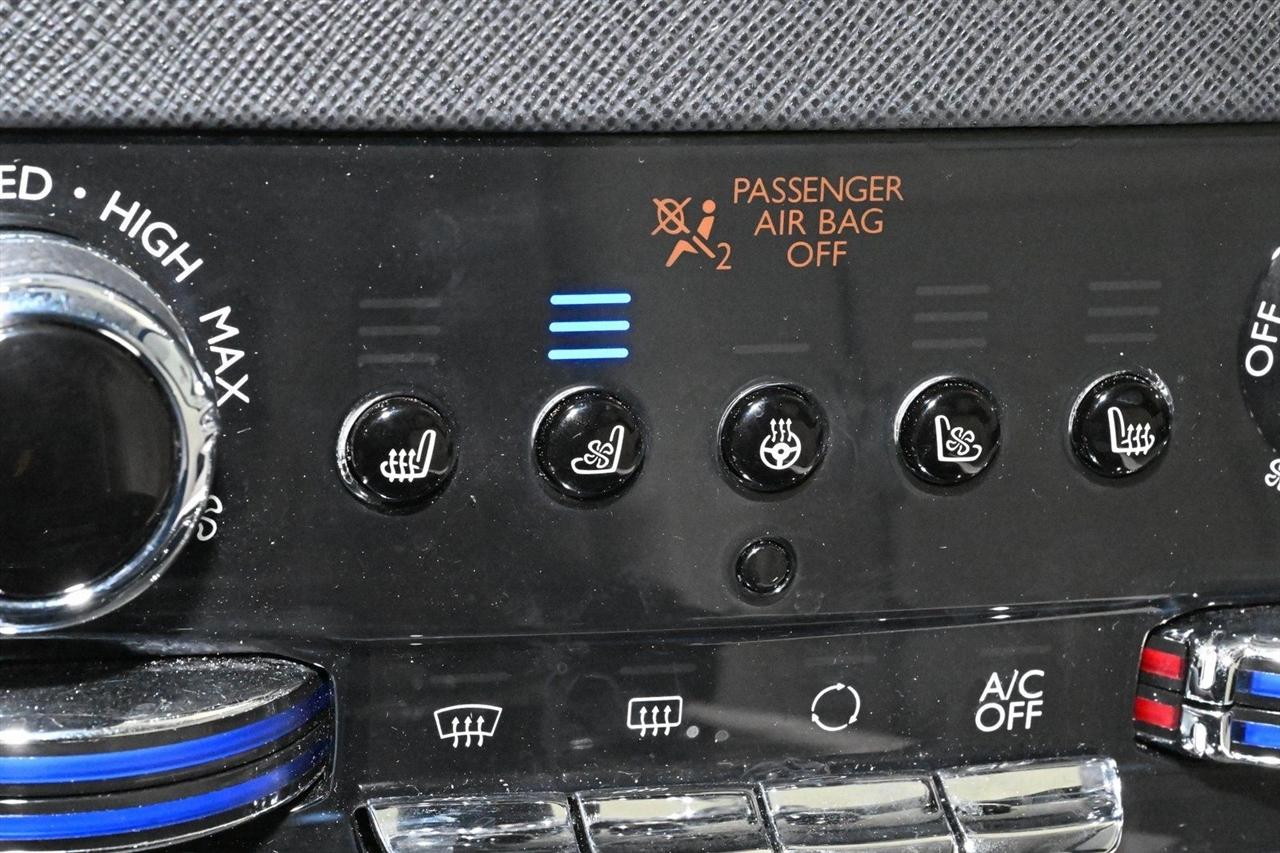 ED • HIGH
MAX
PASSENGER
AIR BAG
OFF
2
OFF
A/C
OFF